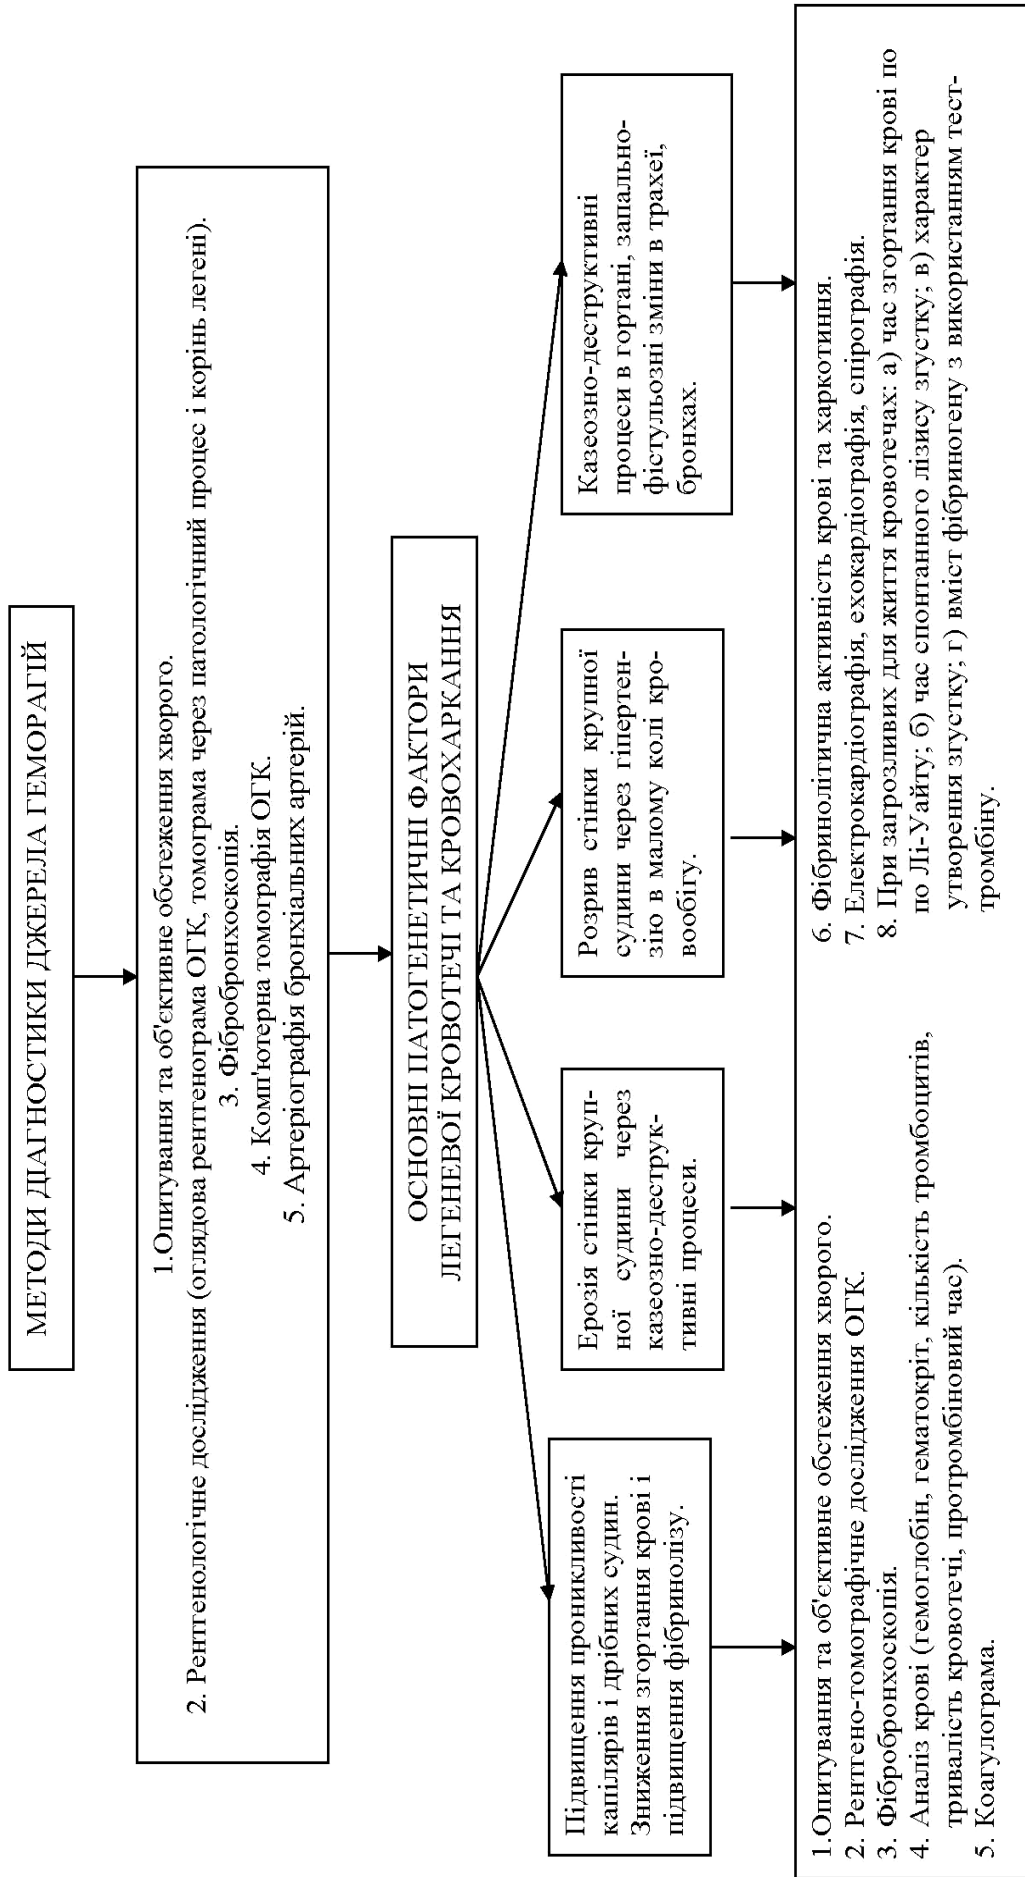 МЕТОДИ ДІАГНОСТИКИ ДЖЕРЕЛА ГЕМОРАГІЙ
1.Опитування та об'єктивне обстеження хворого.
2. Рентгенологічне дослідження (оглядова рентгенограма ОГК, томограма через патологічний процес і корінь легені).
3. Фібробронхоскопія.
4. Комп'ютерна томографія ОГК.
5. Артеріографія бронхіальних артерій.
ОСНОВНІ ПАТОГЕНЕТИЧНІ ФАКТОРИ
ЛЕГЕНЕВОЇ КРОВОТЕЧІ ТА КРОВОХАРКАННЯ
Підвищення проникливості
капілярів і дрібних судин.
Зниження згортання крові і
підвищення фібринолізу.
Ерозія стінки круп-
ної судини через
казеозно-деструк-
тивні процеси.
Розрив стінки крупної
судини через гіпертен-
зію в малому колі кро-
вообігу.
Казеозно-деструктивні
процеси в гортані, запально-
фістульозні зміни в трахеї,
бронхах.
1.Опитування та об'єктивне обстеження хворого.
2. Рентгено-томографічне дослідження ОГК.
3. Фібробронхоскопія.
4. Аналіз крові (гемоглобін, гематокріт, кількість тромбоцитів,
тривалість кровотечі, протромбіновий час).
5. Коагулограма.
6. Фібринолітична активність крові та харкотиння.
7. Електрокардіографія, ехокардіографія, спірографія.
8. При загрозливих для життя кровотечах: а) час згортання крові по
по Лі-Уайту; б) час спонтанного лізису згустку; в) характер
утворення згустку; г) вміст фібриногену з використанням тест-
тромбіну.